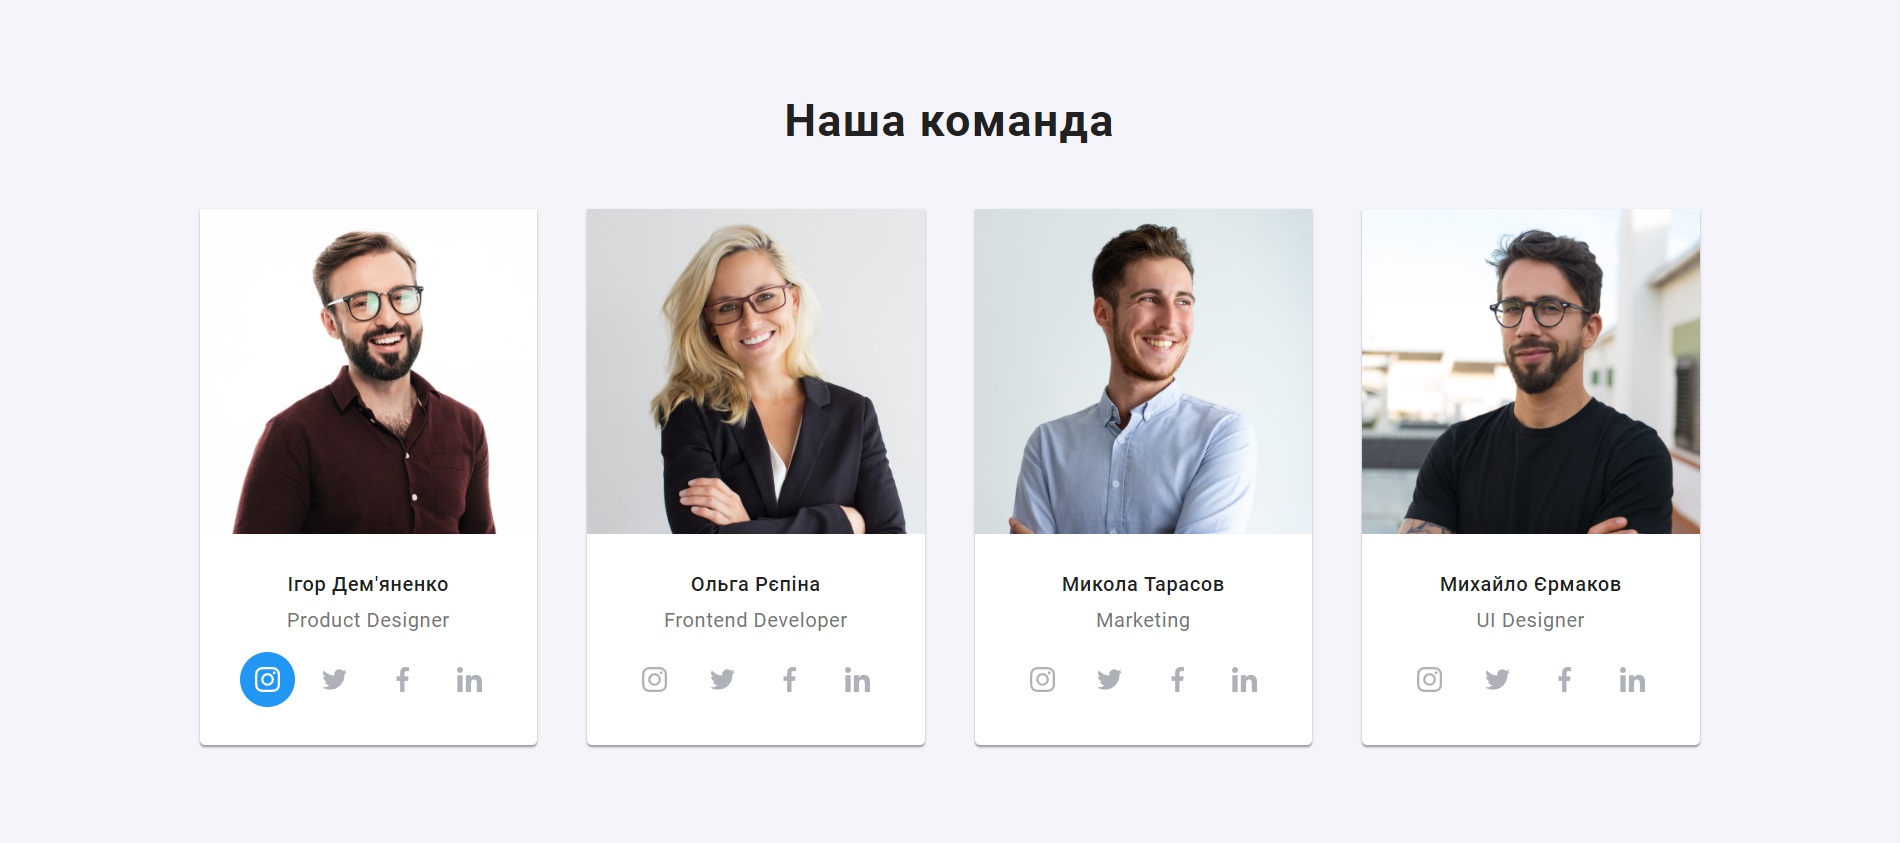 Наша команда
Ігор Дем'яненко
Product Designer
Ольга Рєпіна
Frontend Developer
Микола Тарасов
Marketing
Михайло Єрмаков
UI Designer